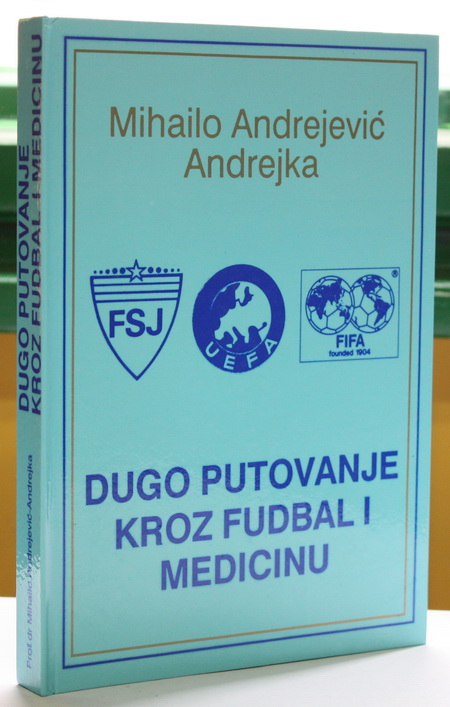 Mihailo Andrejević
Andrejka
FSJ
UEFA
®
FIFA
founded 1904
DUGO PUTOVANJE
KROZ FUDBAL I
MEDICINU
DUGO PUTOVANJE
KROZ FUDBAL I MEDICINU
Prof. dr Mihailo Andrejević-Andrejka